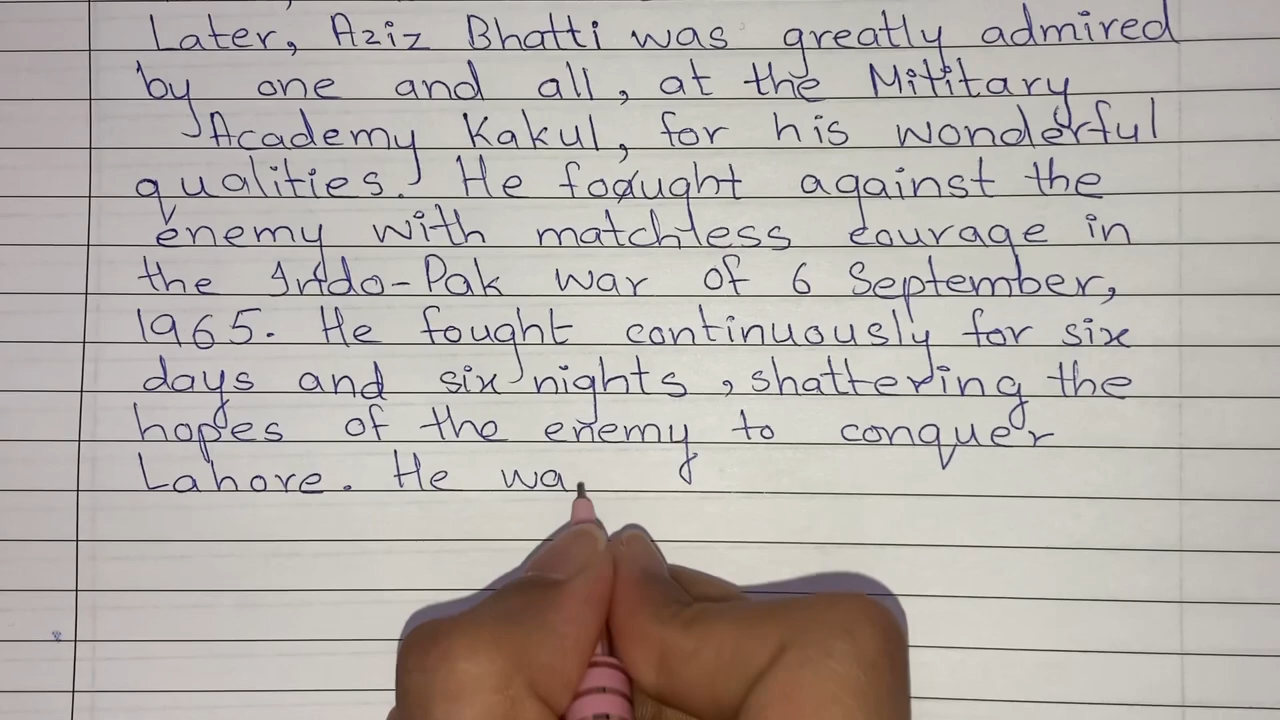 Later, Aziz Bhatti was greatly admired
by one and all, at the Mititary
Academy Kakul, for his wonderful
qualities. He fought against the
enemy with matchless courage in
the Indo-Pak war of 6 September,
1965. He fought continuously for six
days and six nights, shattering the
hopes of the enemy to conquer
Lahore. He wa